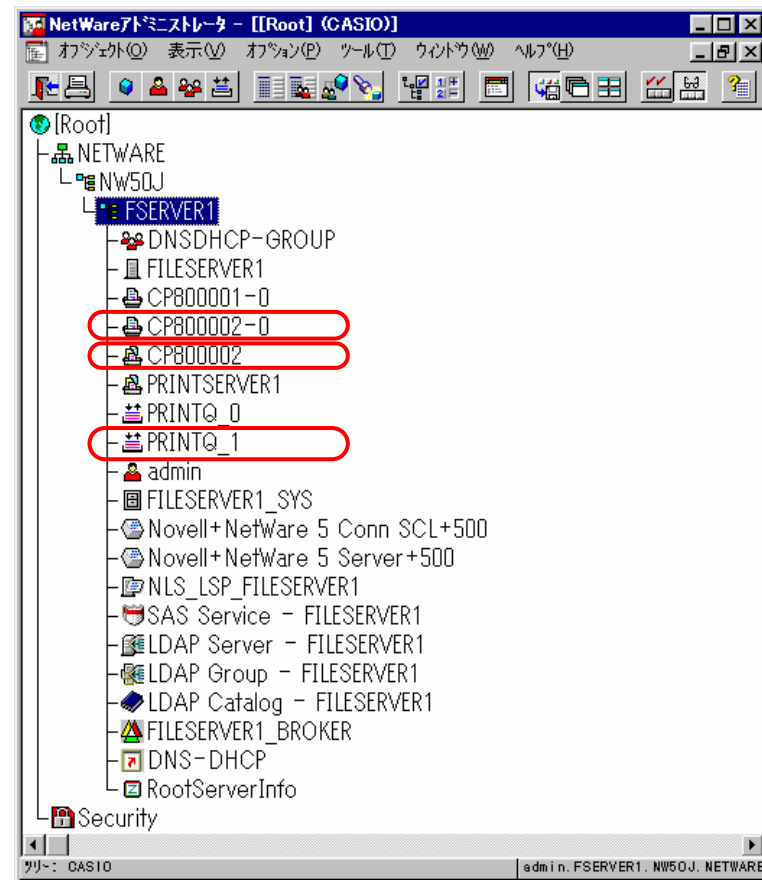 NetWareｱﾄﾞﾐﾆｽﾄﾚｰﾀ - [[Root] (CASIO)]
ｵﾌﾞｼﾞｪｸﾄ(O) 表示(V) ｵﾌﾟｼｮﾝ(P) ﾂｰﾙ(T) ｳｨﾝﾄﾞｳ(W) ﾍﾙﾌﾟ(H)
[Root]
NETWARE
NW50J
FSERVER1
DNSDHCP-GROUP
FILESERVER1
CP800001-0
CP800002-0
CP800002
PRINTSERVER1
PRINTQ_0
PRINTQ_1
admin
FILESERVER1_SYS
Novell+NetWare 5 Conn SCL+500
Novell+NetWare 5 Server+500
NLS_LSP_FILESERVER1
SAS Service - FILESERVER1
LDAP Server - FILESERVER1
LDAP Group - FILESERVER1
LDAP Catalog - FILESERVER1
FILESERVER1_BROKER
DNS-DHCP
RootServerInfo
Security
ﾂﾘｰ: CASIO admin.FSERVER1.NW50J.NETWARE